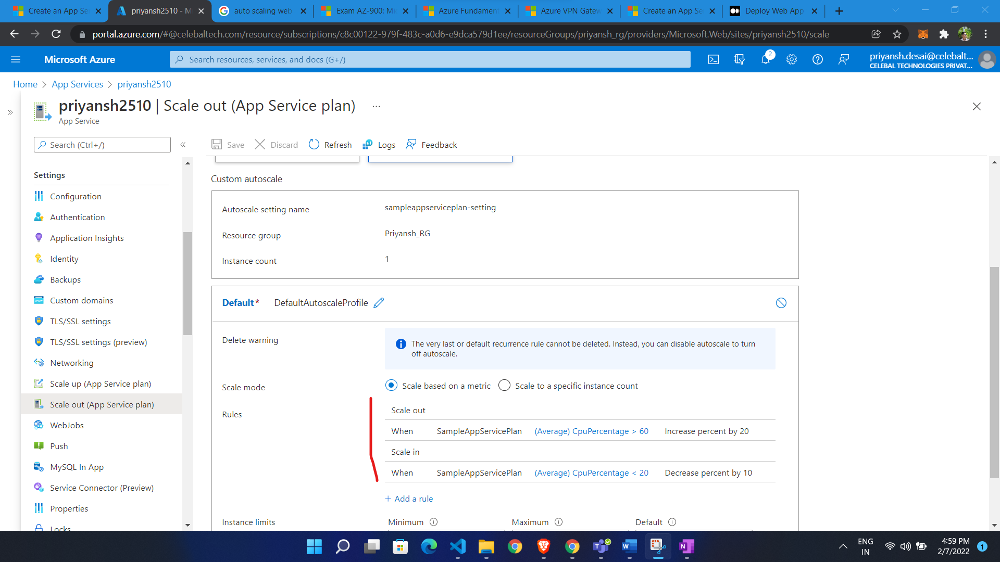 Create an App Se
priyansh2510 - M
auto scaling web
Exam AZ-900: Mi
Azure Fundament
Azure VPN Gatew
Create an App Se
Deploy Web App
portal.azure.com/#@celebaltech.com/resource/subscriptions/c8c00122-979f-483c-a0d6-e9dca579d1ee/resourceGroups/priyansh_rg/providers/Microsoft.Web/sites/priyansh2510/scale
Microsoft Azure
Search resources, services, and docs (G+/)
2
priyansh.desai@celebalt...
CELEBAL TECHNOLOGIES PRIVAT...
Home > App Services > priyansh2510
priyansh2510 | Scale out (App Service plan) ...
App Service
Search (Ctrl+/)
Save
Discard
Refresh
Logs
Feedback
Settings
Configuration
Authentication
Application Insights
Identity
Backups
Custom domains
TLS/SSL settings
TLS/SSL settings (preview)
Networking
Scale up (App Service plan)
Scale out (App Service plan)
WebJobs
Push
MySQL In App
Service Connector (Preview)
Properties
Locks
Custom autoscale
Autoscale setting name sampleappserviceplan-setting
Resource group Priyansh_RG
Instance count 1
Default* DefaultAutoscaleProfile
Delete warning
The very last or default recurrence rule cannot be deleted. Instead, you can disable autoscale to turn
off autoscale.
Scale mode Scale based on a metric Scale to a specific instance count
Rules
Scale out
When SampleAppServicePlan (Average) CpuPercentage > 60 Increase percent by 20
Scale in
When SampleAppServicePlan (Average) CpuPercentage < 20 Decrease percent by 10
+ Add a rule
Instance limits Minimum Maximum Default
ENG
IN
4:59 PM
2/7/2022
1